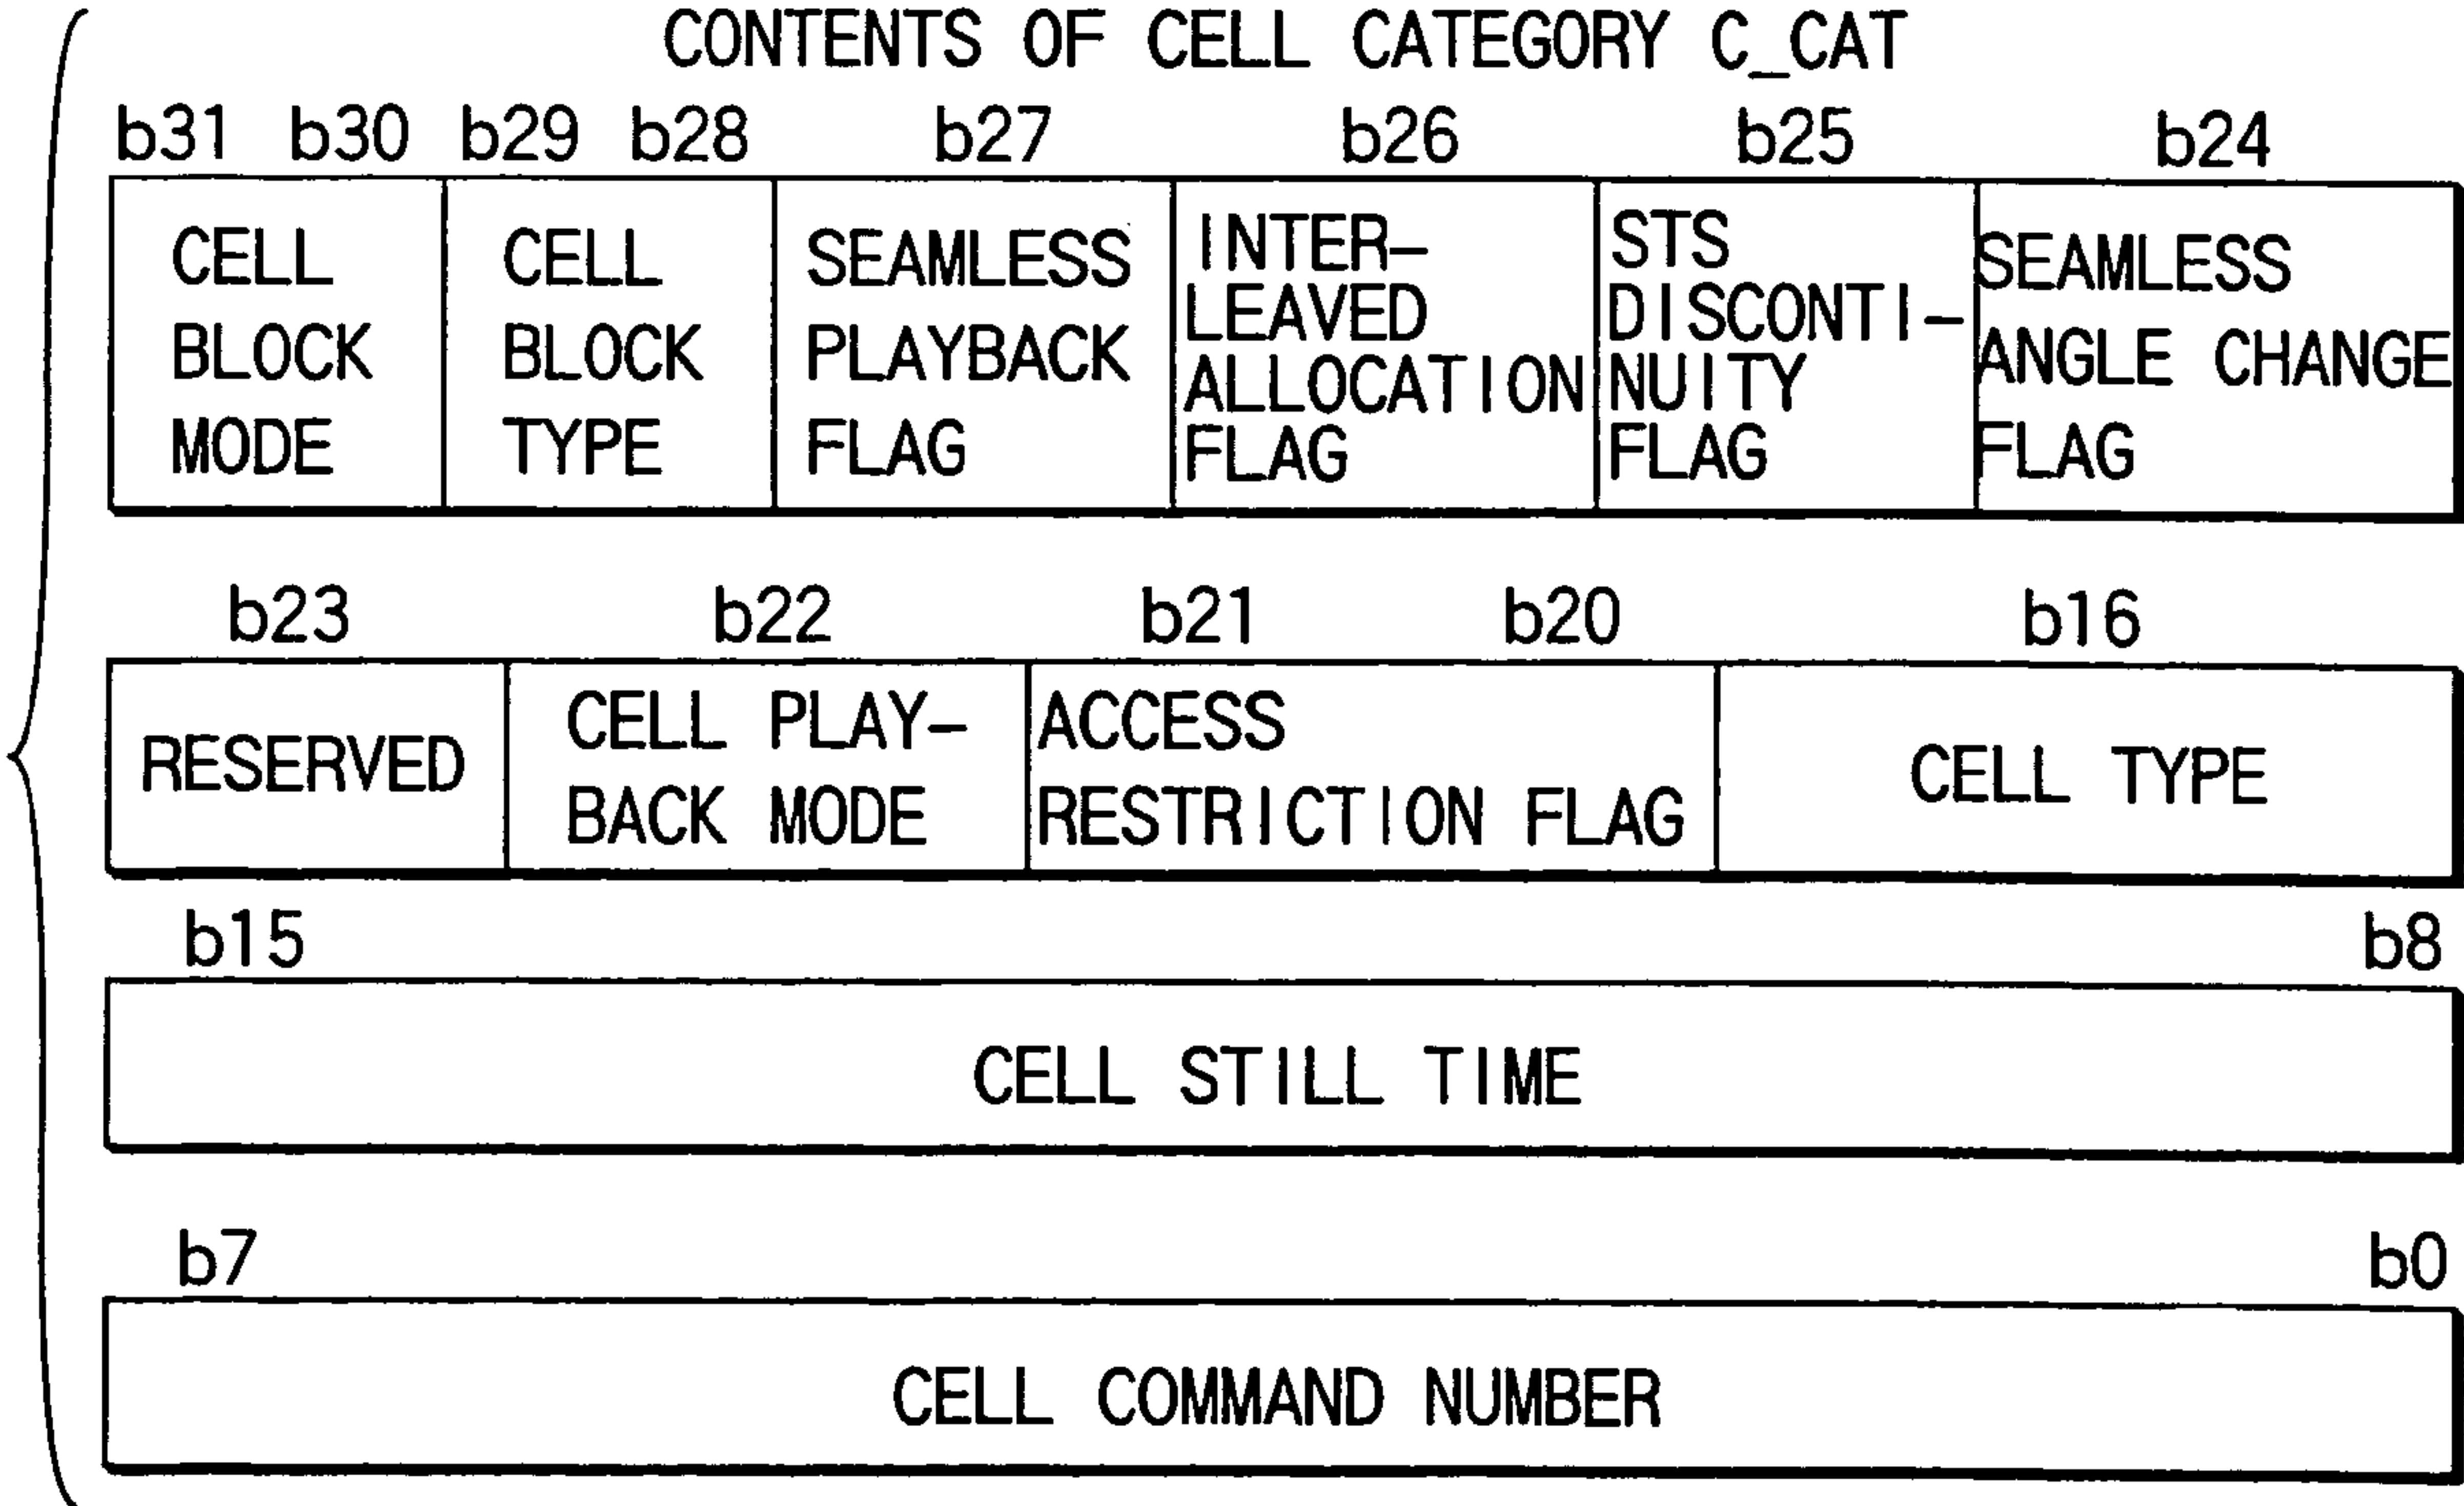 CONTENTS OF CELL CATEGORY C_CAT
b31 b30 b29 b28 b27 b26 b25 b24
CELL
BLOCK
MODE
CELL
BLOCK
TYPE
SEAMLESS
PLAYBACK
FLAG
INTER-
LEAVED
ALLOCATION
FLAG
STS
DISCONTI-
NUITY
FLAG
SEAMLESS
ANGLE CHANGE
FLAG
b23 b22 b21 b20 b16
RESERVED
CELL PLAY-
BACK MODE
ACCESS
RESTRICTION FLAG
CELL TYPE
b15 b8
CELL STILL TIME
b7 b0
CELL COMMAND NUMBER